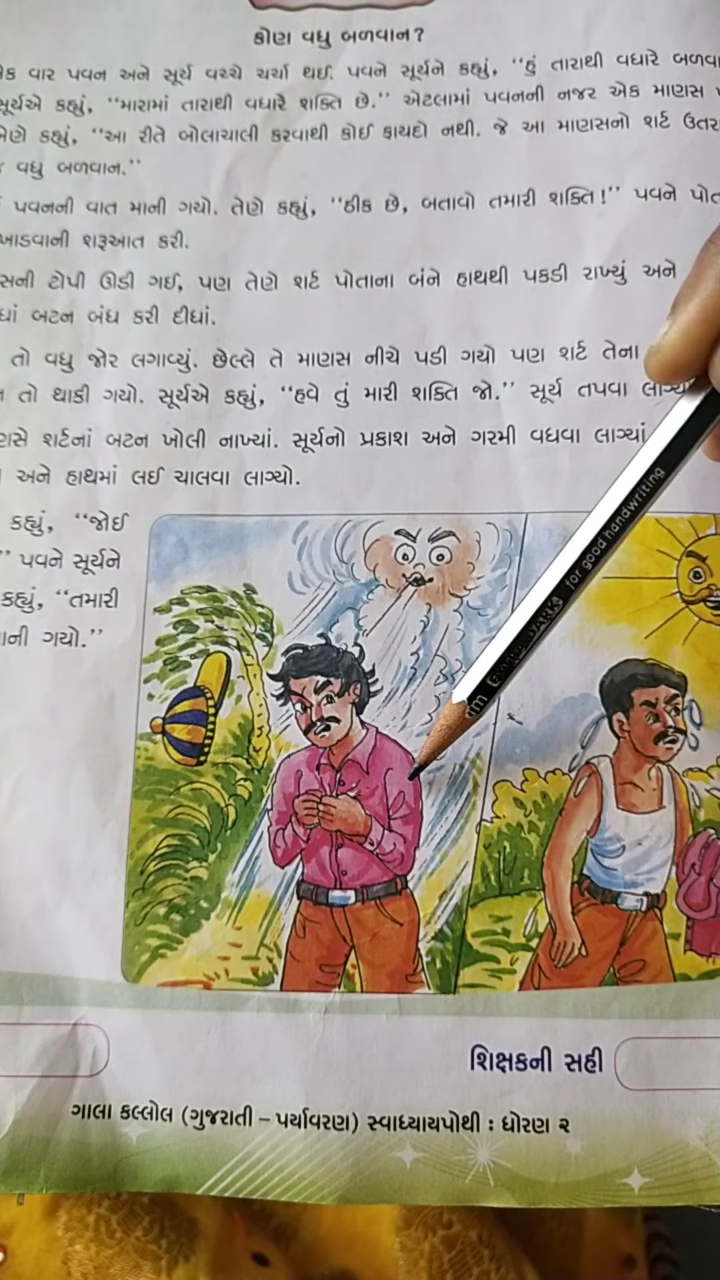 કોણ વધુ બળવાન?
વાર પવન અને સૂર્ય વચ્ચે ચર્ચા થઈ. પવને સૂર્યને કહ્યું, “હું તારાથી વધારે
સૂર્યએ કહ્યું, “મારામાં તારાથી વધારે શક્તિ છે.” એટલામાં પવનની નજર એક માણસ
કહ્યું, “આ રીતે બોલાચાલી કરવાથી કોઈ ફાયદો નથી. જે આ માણસનો શર્ટ
વધુ બળવાન.”
પવનની વાત માની ગયો. તેણે કહ્યું, “ઠીક છે, બતાવો તમારી શક્તિ!” પવને
શરૂઆત કરી.
ટોપી ઊડી ગઈ, પણ તેણે શર્ટ પોતાના બંને હાથથી પકડી રાખ્યું અને
બટન બંધ કરી દીધાં.
તો વધુ જોર લગાવ્યું. છેલ્લે તે માણસ નીચે પડી ગયો પણ શર્ટ તેના
તો થાકી ગયો. સૂર્યએ કહ્યું, “હવે તું મારી શક્તિ જો.” સૂર્ય તપવા
શર્ટનાં બટન ખોલી નાખ્યાં. સૂર્યનો પ્રકાશ અને ગરમી વધવા લાગ્યાં
અને હાથમાં લઈ ચાલવા લાગ્યો.
કહ્યું, “જોઈ
” પવને સૂર્યને
કહ્યું, “તમારી
ગયો.”
for good handwriting
શિક્ષકની સહી
ગાલા કલ્લોલ (ગુજરાતી – પર્યાવરણ) સ્વાધ્યાયપોથી : ધોરણ ૨